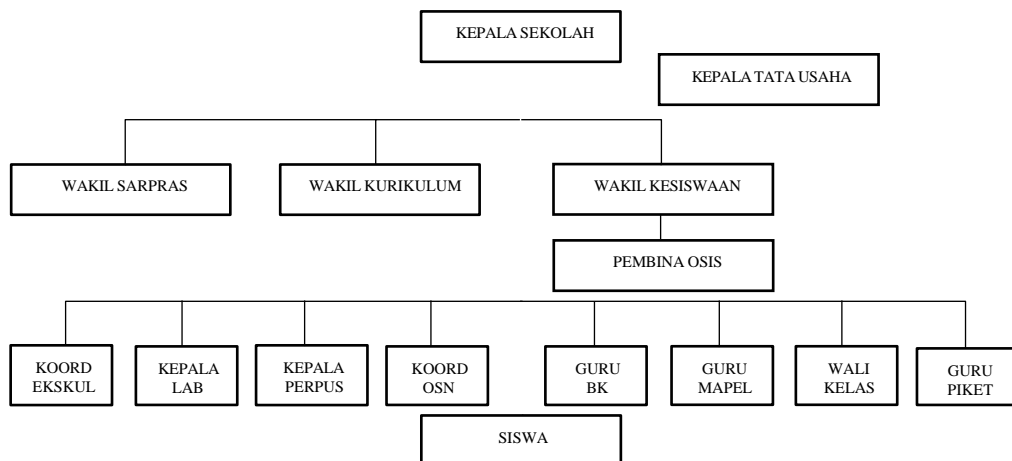 KEPALA SEKOLAH
KEPALA TATA USAHA
WAKIL SARPRAS
WAKIL KURIKULUM
WAKIL KESISWAAN
PEMBINA OSIS
KOORD
EKSKUL
KEPALA
LAB
KEPALA
PERPUS
KOORD
OSN
GURU
BK
GURU
MAPEL
WALI
KELAS
GURU
PIKET
SISWA